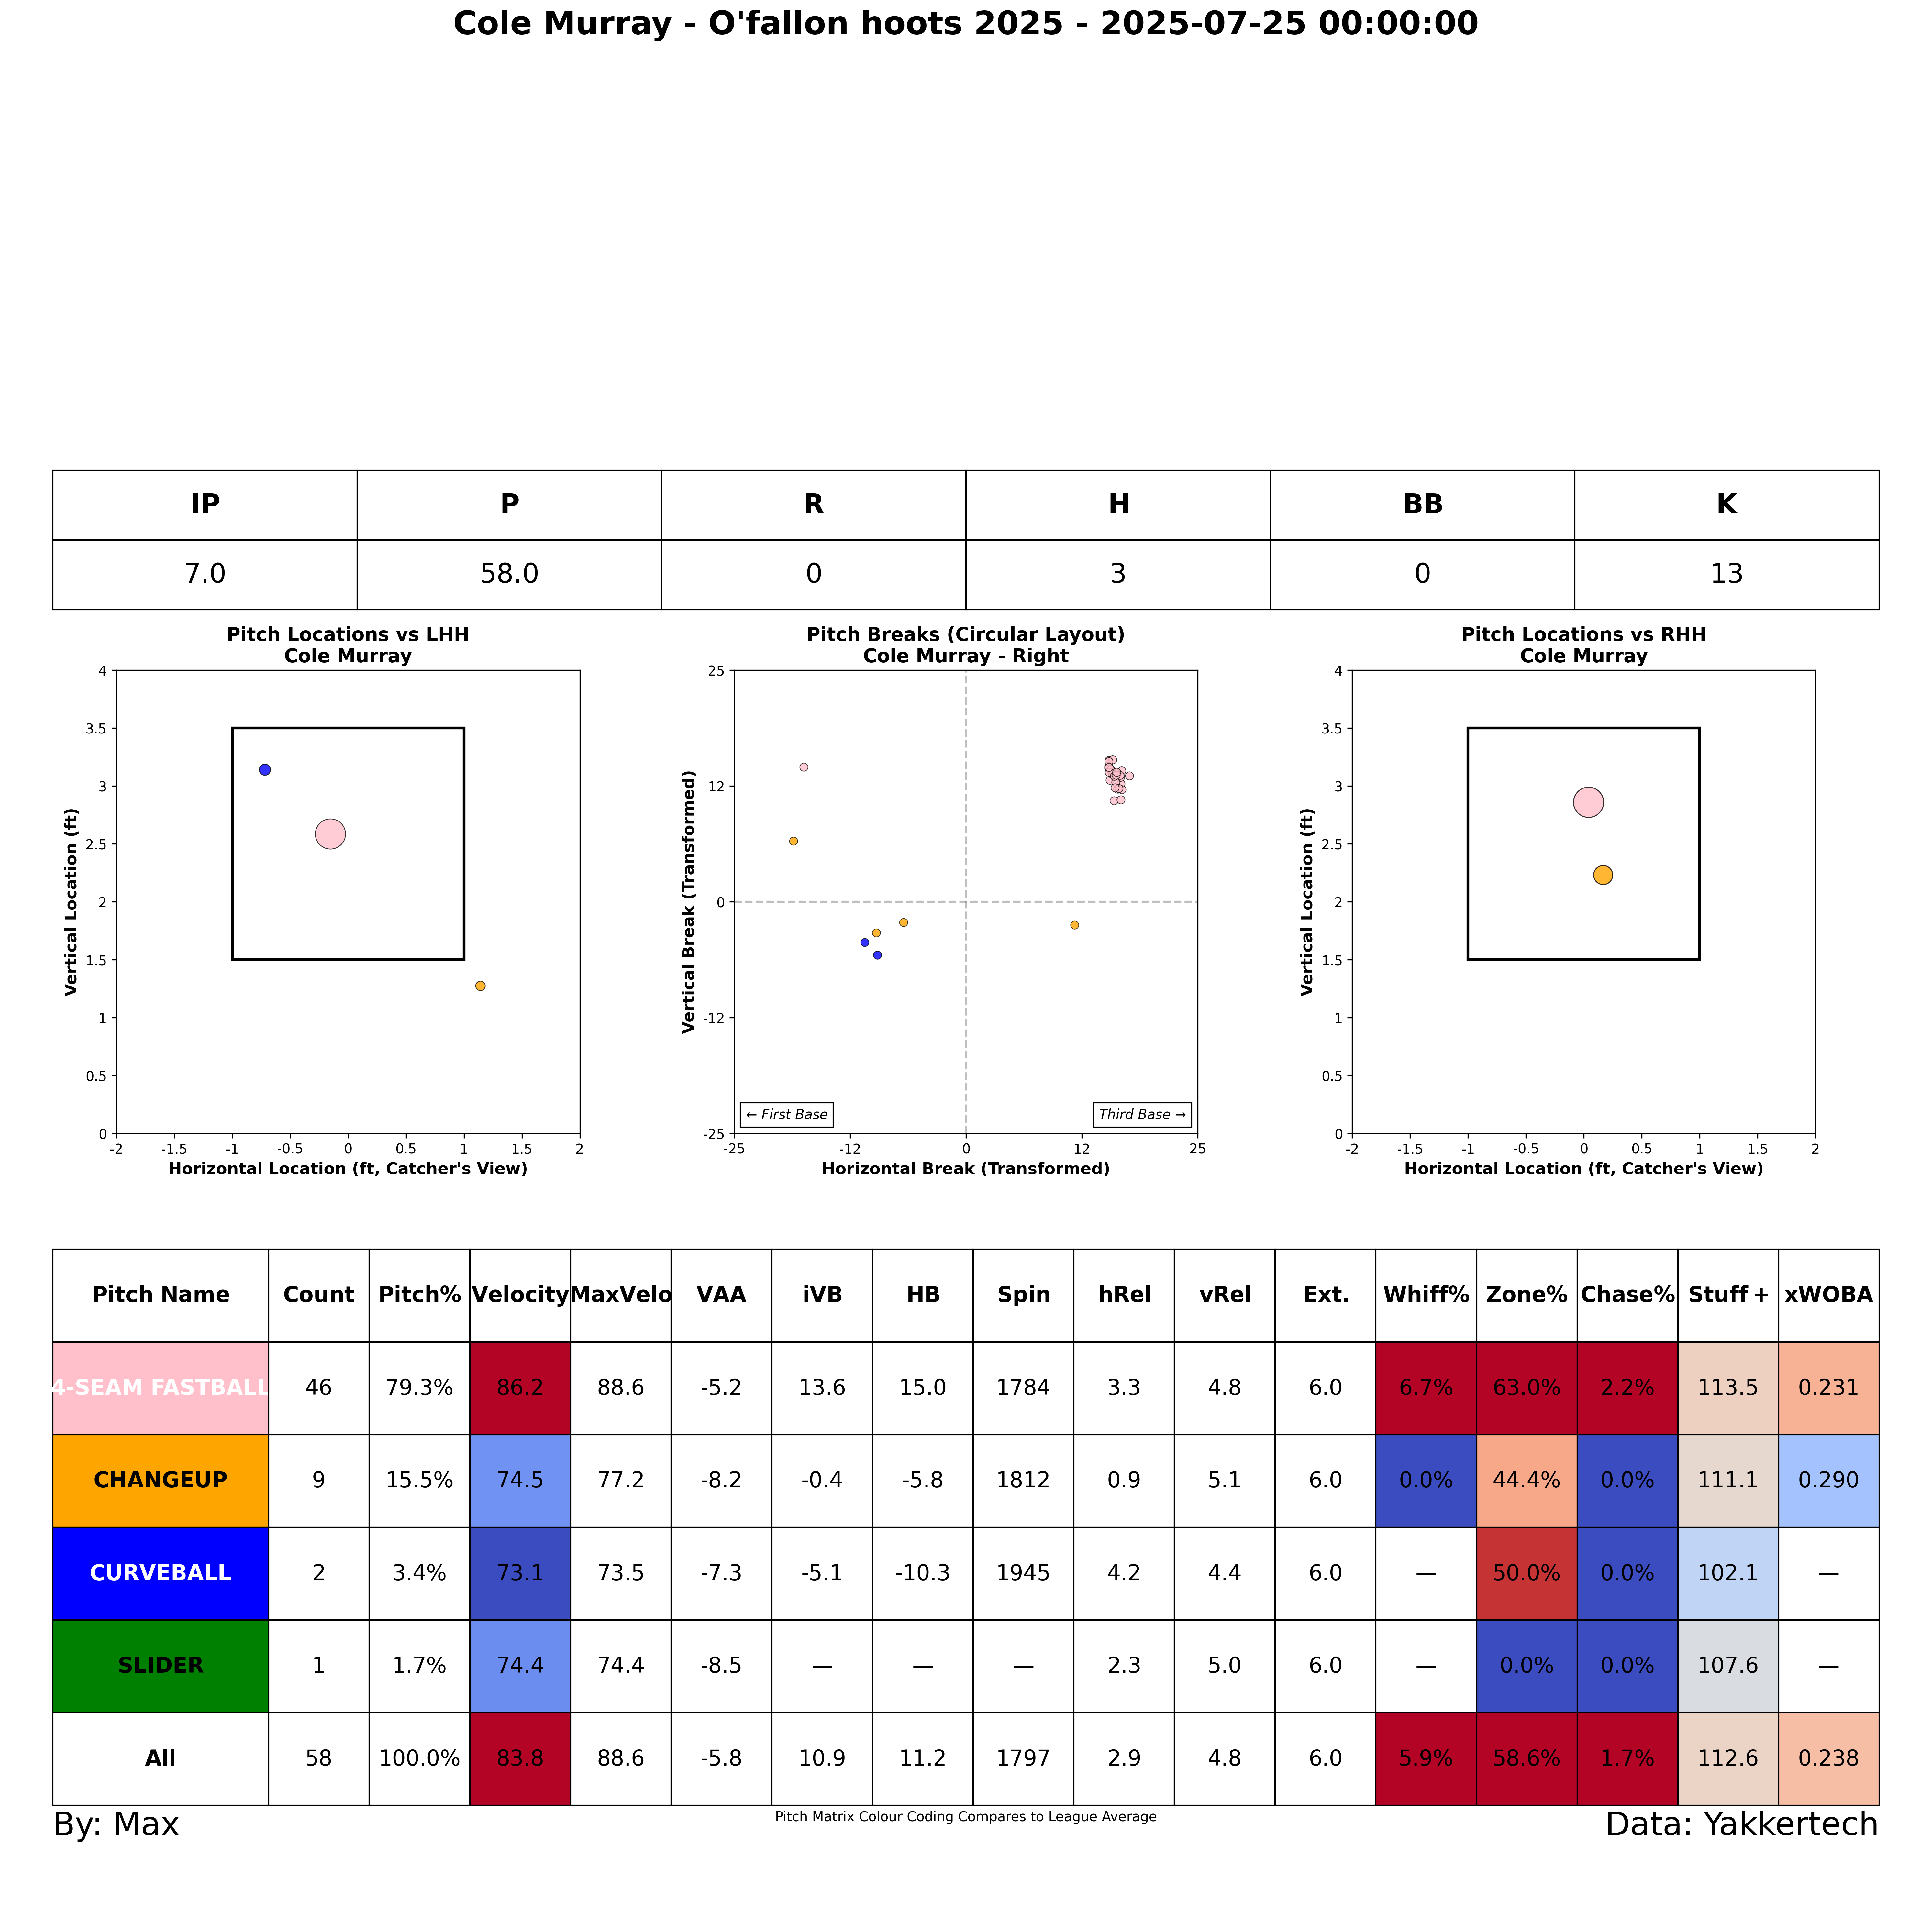 Cole Murray - O'fallon hoots 2025 - 2025-07-25 00:00:00
IP P R H BB K
7.0 58.0 0 3 0 13
Pitch Locations vs LHH
Cole Murray
4
3.5
3
2.5
2
1.5
1
0.5
0
Vertical Location (ft)
-2 -1.5 -1 -0.5 0 0.5 1 1.5 2
Horizontal Location (ft, Catcher's View)
Pitch Breaks (Circular Layout)
Cole Murray - Right
25
12
0
-12
-25
Vertical Break (Transformed)
← First Base
Third Base →
-25 -12 0 12 25
Horizontal Break (Transformed)
Pitch Locations vs RHH
Cole Murray
4
3.5
3
2.5
2
1.5
1
0.5
0
Vertical Location (ft)
-2 -1.5 -1 -0.5 0 0.5 1 1.5 2
Horizontal Location (ft, Catcher's View)
Pitch Name Count Pitch% Velocity MaxVelo VAA iVB HB Spin hRel vRel Ext. Whiff% Zone% Chase% Stuff+ xWOBA
4-SEAM FASTBALL 46 79.3% 86.2 88.6 -5.2 13.6 15.0 1784 3.3 4.8 6.0 6.7% 63.0% 2.2% 113.5 0.231
CHANGEUP 9 15.5% 74.5 77.2 -8.2 -0.4 -5.8 1812 0.9 5.1 6.0 0.0% 44.4% 0.0% 111.1 0.290
CURVEBALL 2 3.4% 73.1 73.5 -7.3 -5.1 -10.3 1945 4.2 4.4 6.0 — 50.0% 0.0% 102.1 —
SLIDER 1 1.7% 74.4 74.4 -8.5 — — — 2.3 5.0 6.0 — 0.0% 0.0% 107.6 —
All 58 100.0% 83.8 88.6 -5.8 10.9 11.2 1797 2.9 4.8 6.0 5.9% 58.6% 1.7% 112.6 0.238
By: Max
Pitch Matrix Colour Coding Compares to League Average
Data: Yakkertech